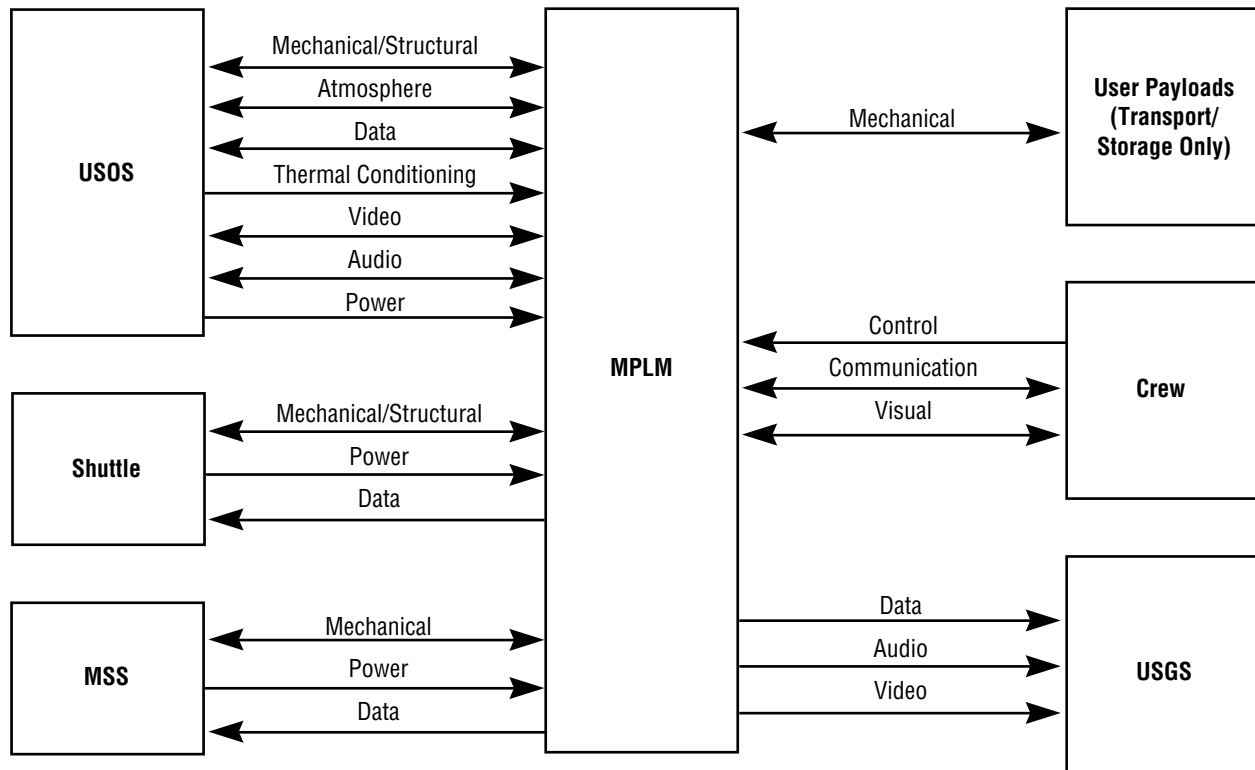 USOS
Mechanical/Structural
Atmosphere
Data
Thermal Conditioning
Video
Audio
Power
Shuttle
Mechanical/Structural
Power
Data
MSS
Mechanical
Power
Data
MPLM
Mechanical
User Payloads
(Transport/
Storage Only)
Control
Communication
Visual
Crew
Data
Audio
Video
USGS